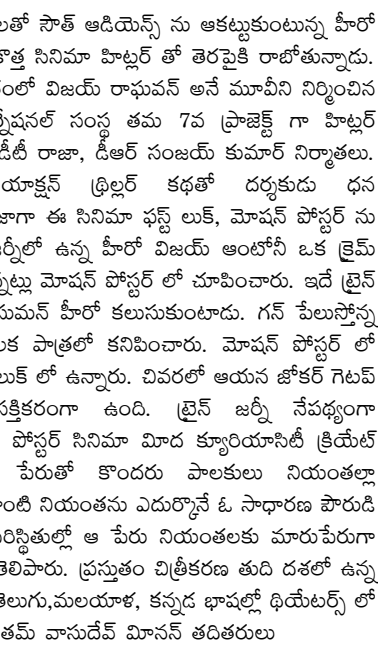 లతో సౌత్ ఆడియెన్స్ ను ఆకట్టుకుంటున్న హీరో
కొత్త సినిమా హిట్లర్ తో తెరపైకి రాబోతున్నాడు.
లో విజయ్ రాఘవన్ అనే మూవీని నిర్మించిన
ర్నేషనల్ సంస్థ తమ 7వ ప్రాజెక్ట్ గా హిట్లర్
డీటీ రాజా, డీఆర్ సంజయ్ కుమార్ నిర్మాతలు.
యాక్షన్ థ్రిల్లర్ కథతో దర్శకుడు ధన
జాగా ఈ సినిమా ఫస్ట్ లుక్, మోషన్ పోస్టర్ ను
ర్నీలో ఉన్న హీరో విజయ్ ఆంటోనీ ఒక క్రైమ్
న్నట్లు మోషన్ పోస్టర్ లో చూపించారు. ఇదే ట్రైన్
సుమన్ హీరో కలుసుకుంటాడు. గన్ పేలుస్తోన్న
లక పాత్రలో కనిపించారు. మోషన్ పోస్టర్ లో
లుక్ లో ఉన్నారు. చివరలో ఆయన జోకర్ గెటప్
సక్తికరంగా ఉంది. ట్రైన్ జర్నీ నేపథ్యంగా
పోస్టర్ సినిమా మీద క్యూరియాసిటీ క్రియేట్
పేరుతో కొందరు పాలకులు నియంతల్లా
ాంటి నియంతను ఎదుర్కొనే ఓ సాధారణ పౌరుడి
రిస్థితుల్లో ఆ పేరు నియంతలకు మారుపేరుగా
తెలిపారు. ప్రస్తుతం చిత్రీకరణ తుది దశలో ఉన్న
తెలుగు,మలయాళ, కన్నడ భాషల్లో థియేటర్స్ లో
తమ్ వాసుదేవ్ మీనన్ తదితరులు